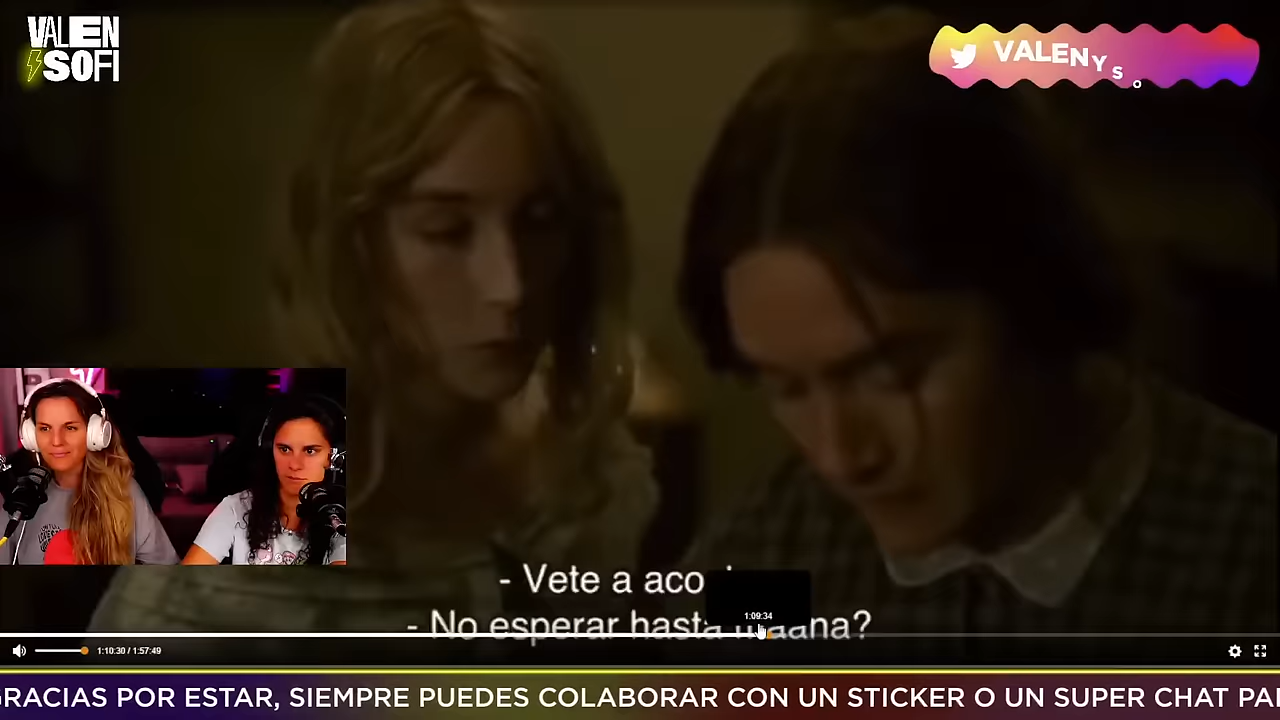 VALEN
SOFI
VALENYSO
- Vete a aco
- No esperar hasta
1:09:34
1:10:30 / 1:57:49
GRACIAS POR ESTAR, SIEMPRE PUEDES COLABORAR CON UN STICKER O UN SUPER CHAT PA